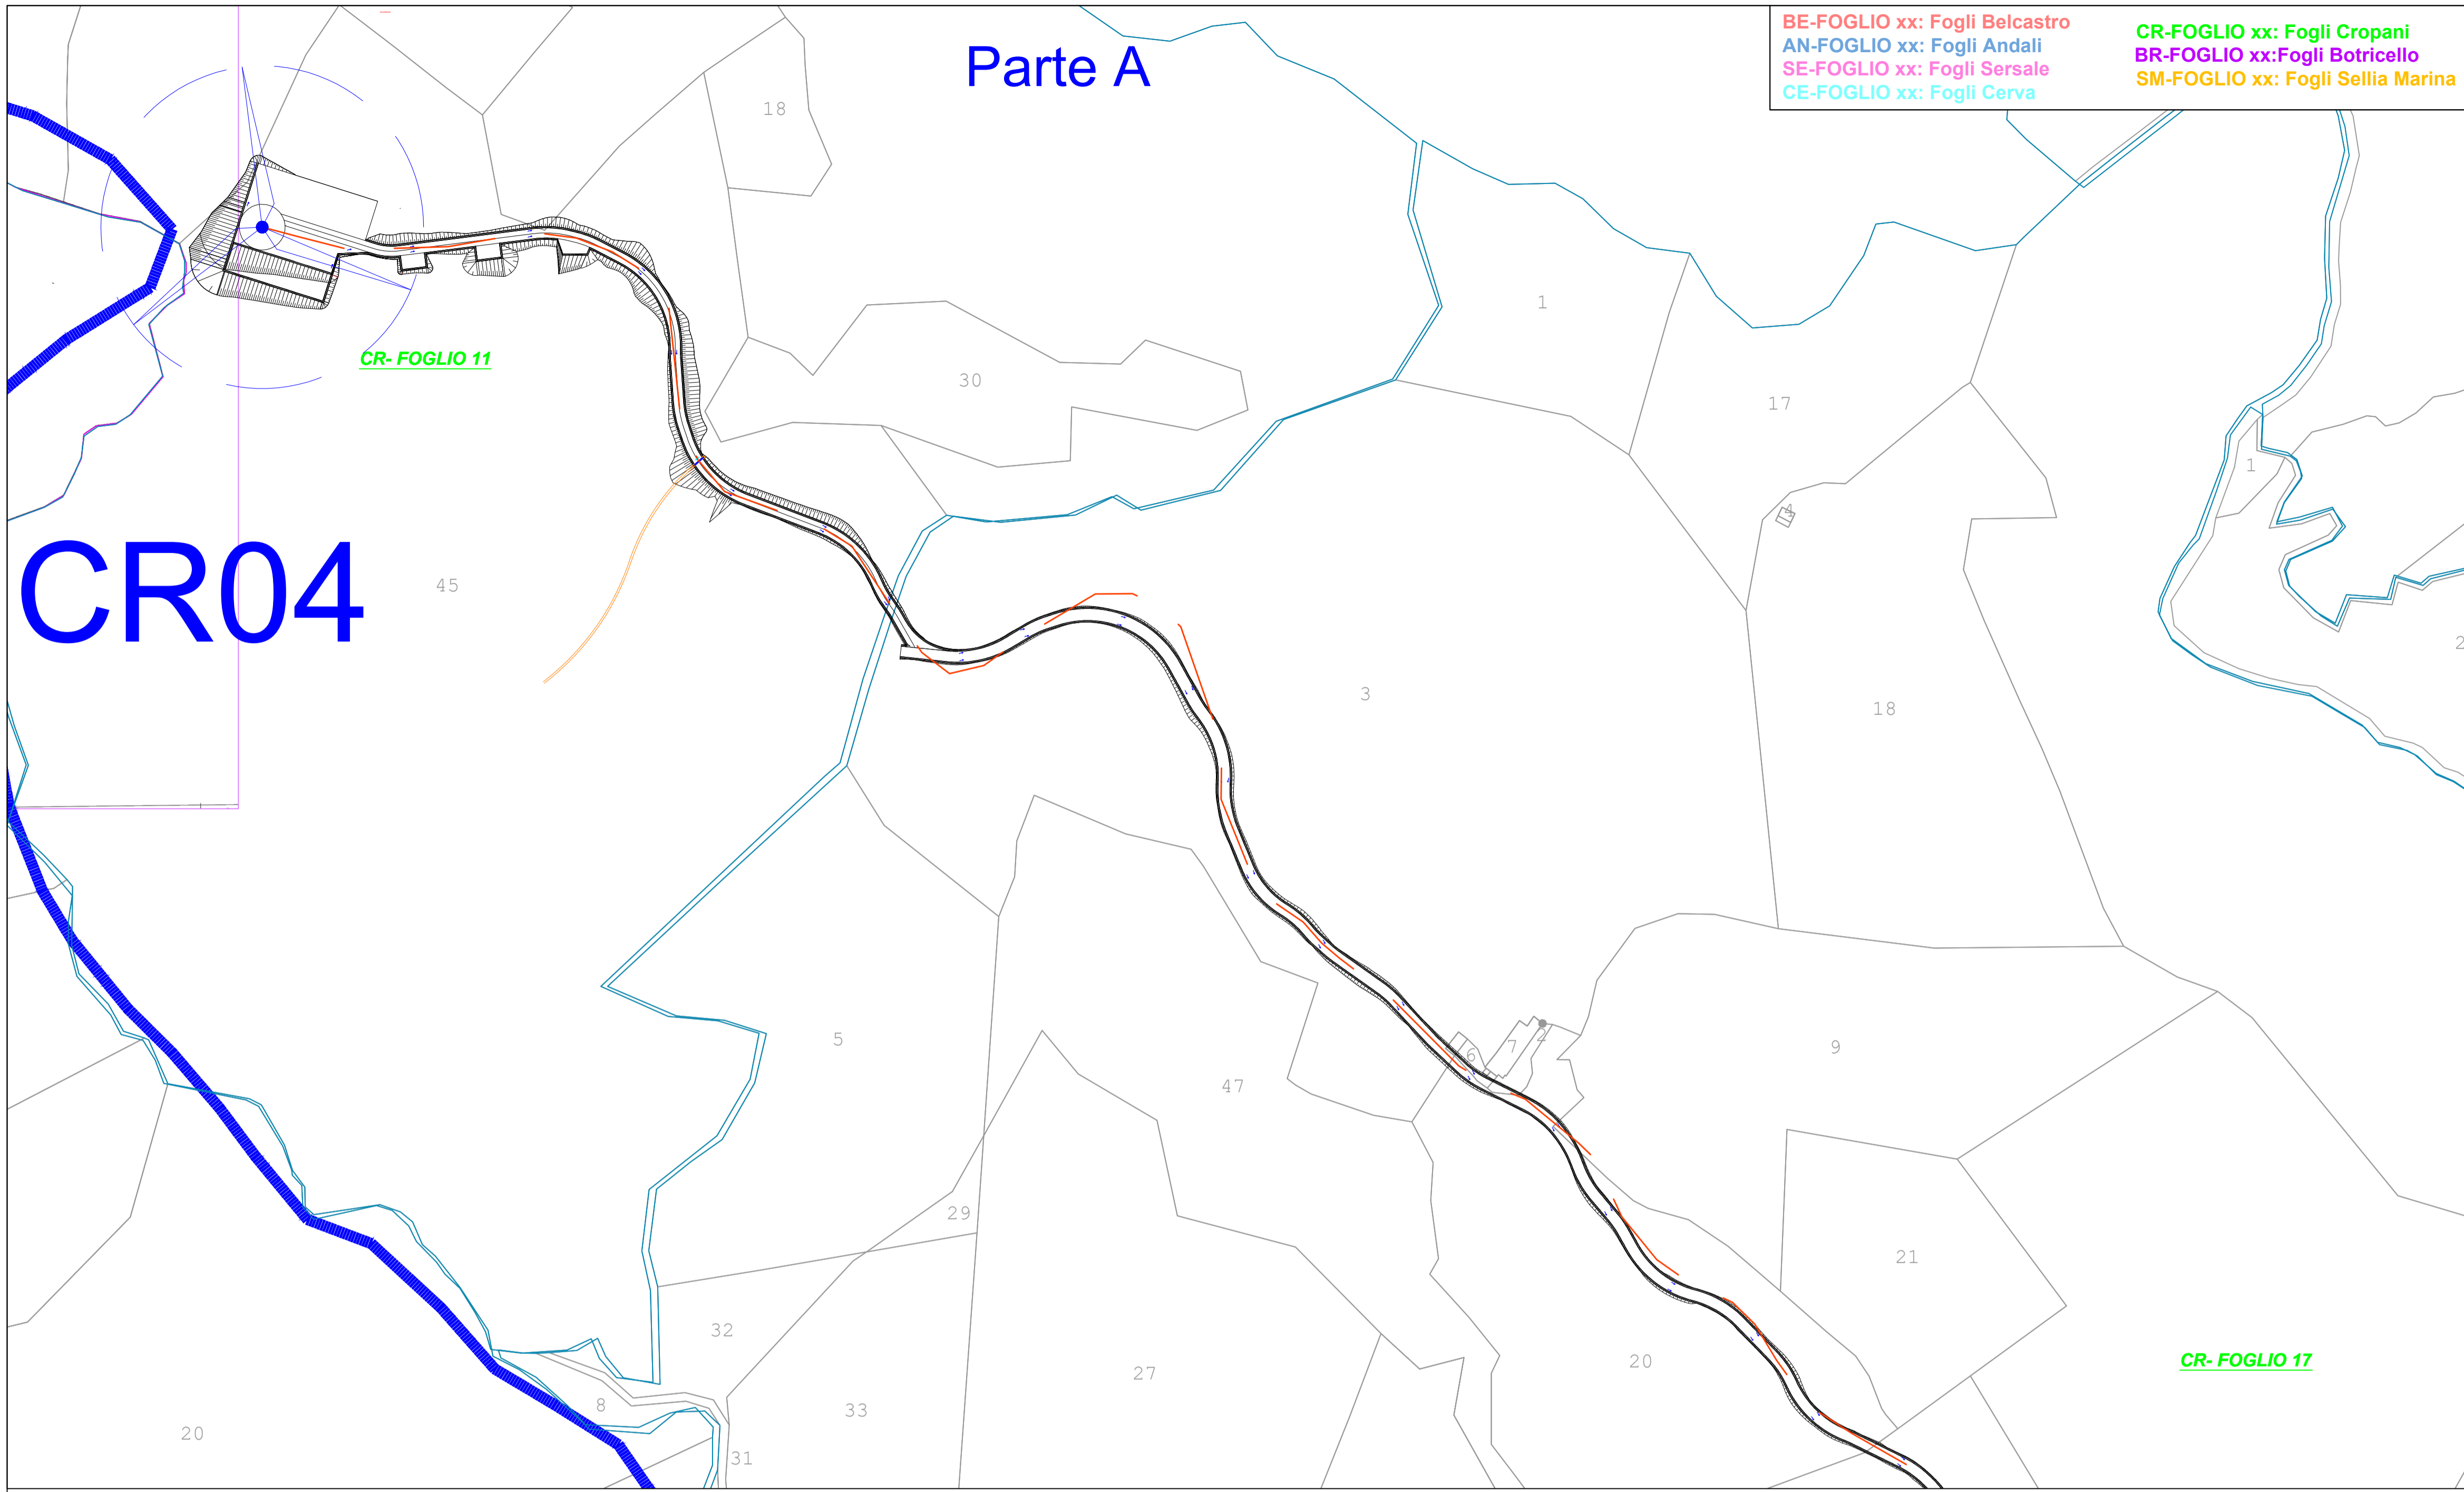 BE-FOGLIO xx: Fogli Belcastro
AN-FOGLIO xx: Fogli Andali
SE-FOGLIO xx: Fogli Sersale
CE-FOGLIO xx: Fogli Cerva
CR-FOGLIO xx: Fogli Cropani
BR-FOGLIO xx:Fogli Botricello
SM-FOGLIO xx: Fogli Sellia Marina
Parte A
18
1
CR- FOGLIO 11
30
17
1
4
CR04
45
2
3
18
5
6
7
2
9
47
29
21
32
27
20
CR- FOGLIO 17
8
33
20
31